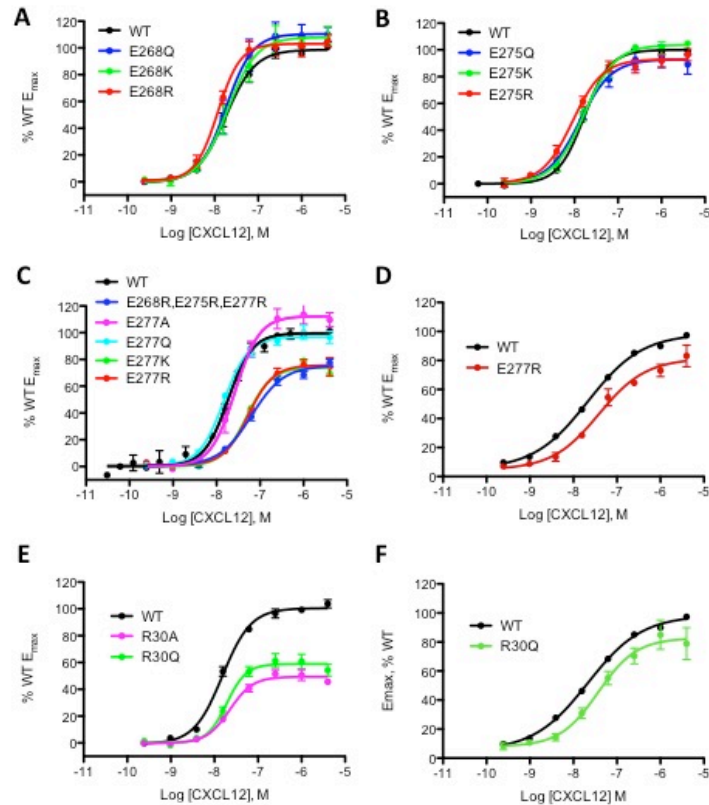 A
WT
E268Q
E268K
E268R
% WT Emax
120
100
80
60
40
20
0
-11 -10 -9 -8 -7 -6 -5
Log [CXCL12], M
B
WT
E275Q
E275K
E275R
% WT Emax
120
100
80
60
40
20
0
-11 -10 -9 -8 -7 -6 -5
Log [CXCL12], M
C
WT
E268R,E275R,E277R
E277A
E277Q
E277K
E277R
% WT Emax
120
100
80
60
40
20
0
-11 -10 -9 -8 -7 -6 -5
Log [CXCL12], M
D
WT
E277R
% WT Emax
120
100
80
60
40
20
0
-11 -10 -9 -8 -7 -6 -5
Log [CXCL12], M
E
WT
R30A
R30Q
% WT Emax
120
100
80
60
40
20
0
-11 -10 -9 -8 -7 -6 -5
Log [CXCL12], M
F
WT
R30Q
Emax, % WT
120
100
80
60
40
20
0
-11 -10 -9 -8 -7 -6 -5
Log [CXCL12] M